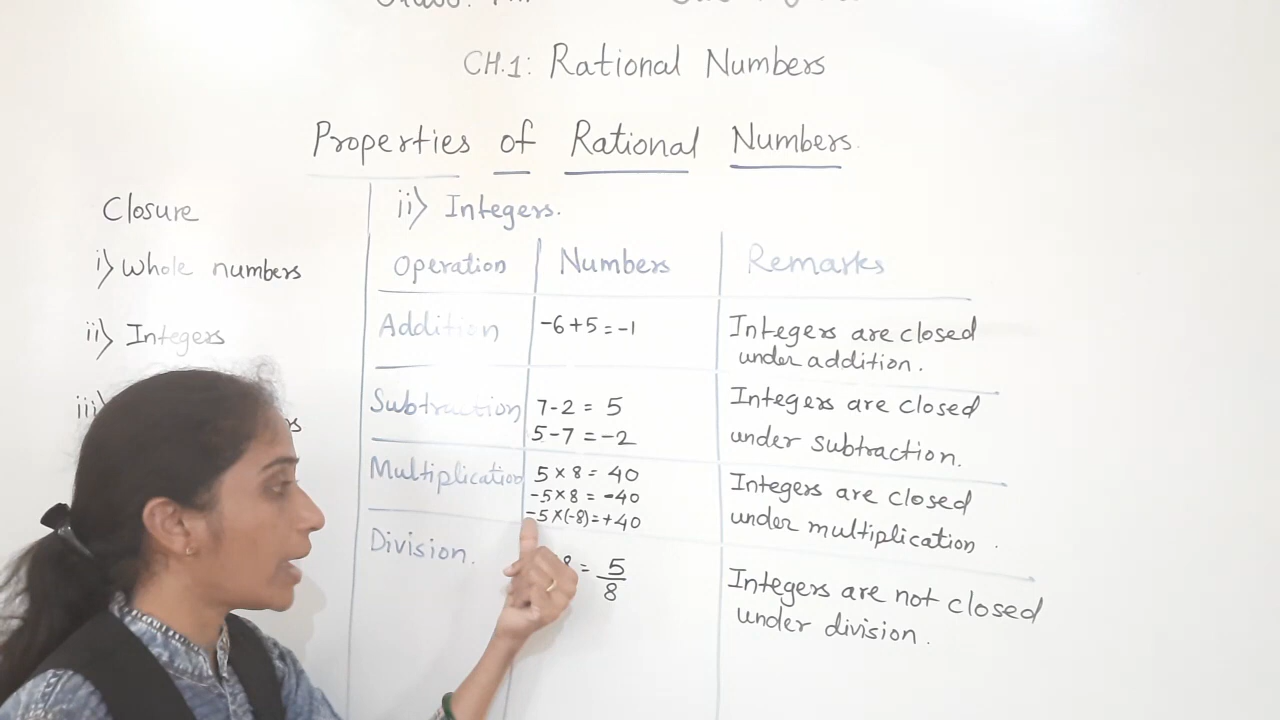 CH.1: Rational Numbers
Properties of Rational Numbers.
Closure
i) Whole numbers
ii) Integers
iii)
ii) Integers.
Operation Numbers Remarks
Addition -6+5=-1 Integers are closed
under addition.
Subtraction 7-2 = 5 Integers are closed
5-7 = -2 under subtraction.
Multiplication 5 x 8 = 40 Integers are closed
-5x8 = -40 under multiplication.
-5x(-8)=+40
Division. 8 = 5/8 Integers are not closed
under division.